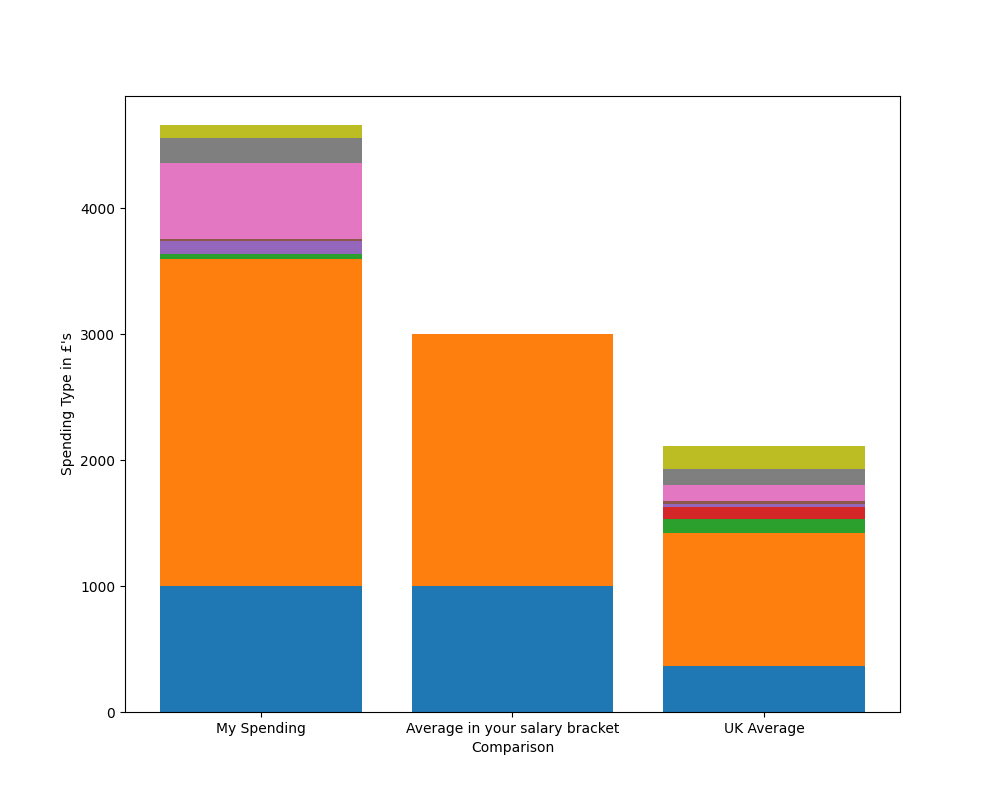 4000
3000
2000
1000
0
Spending Type in £'s
My Spending
Average in your salary bracket
UK Average
Comparison